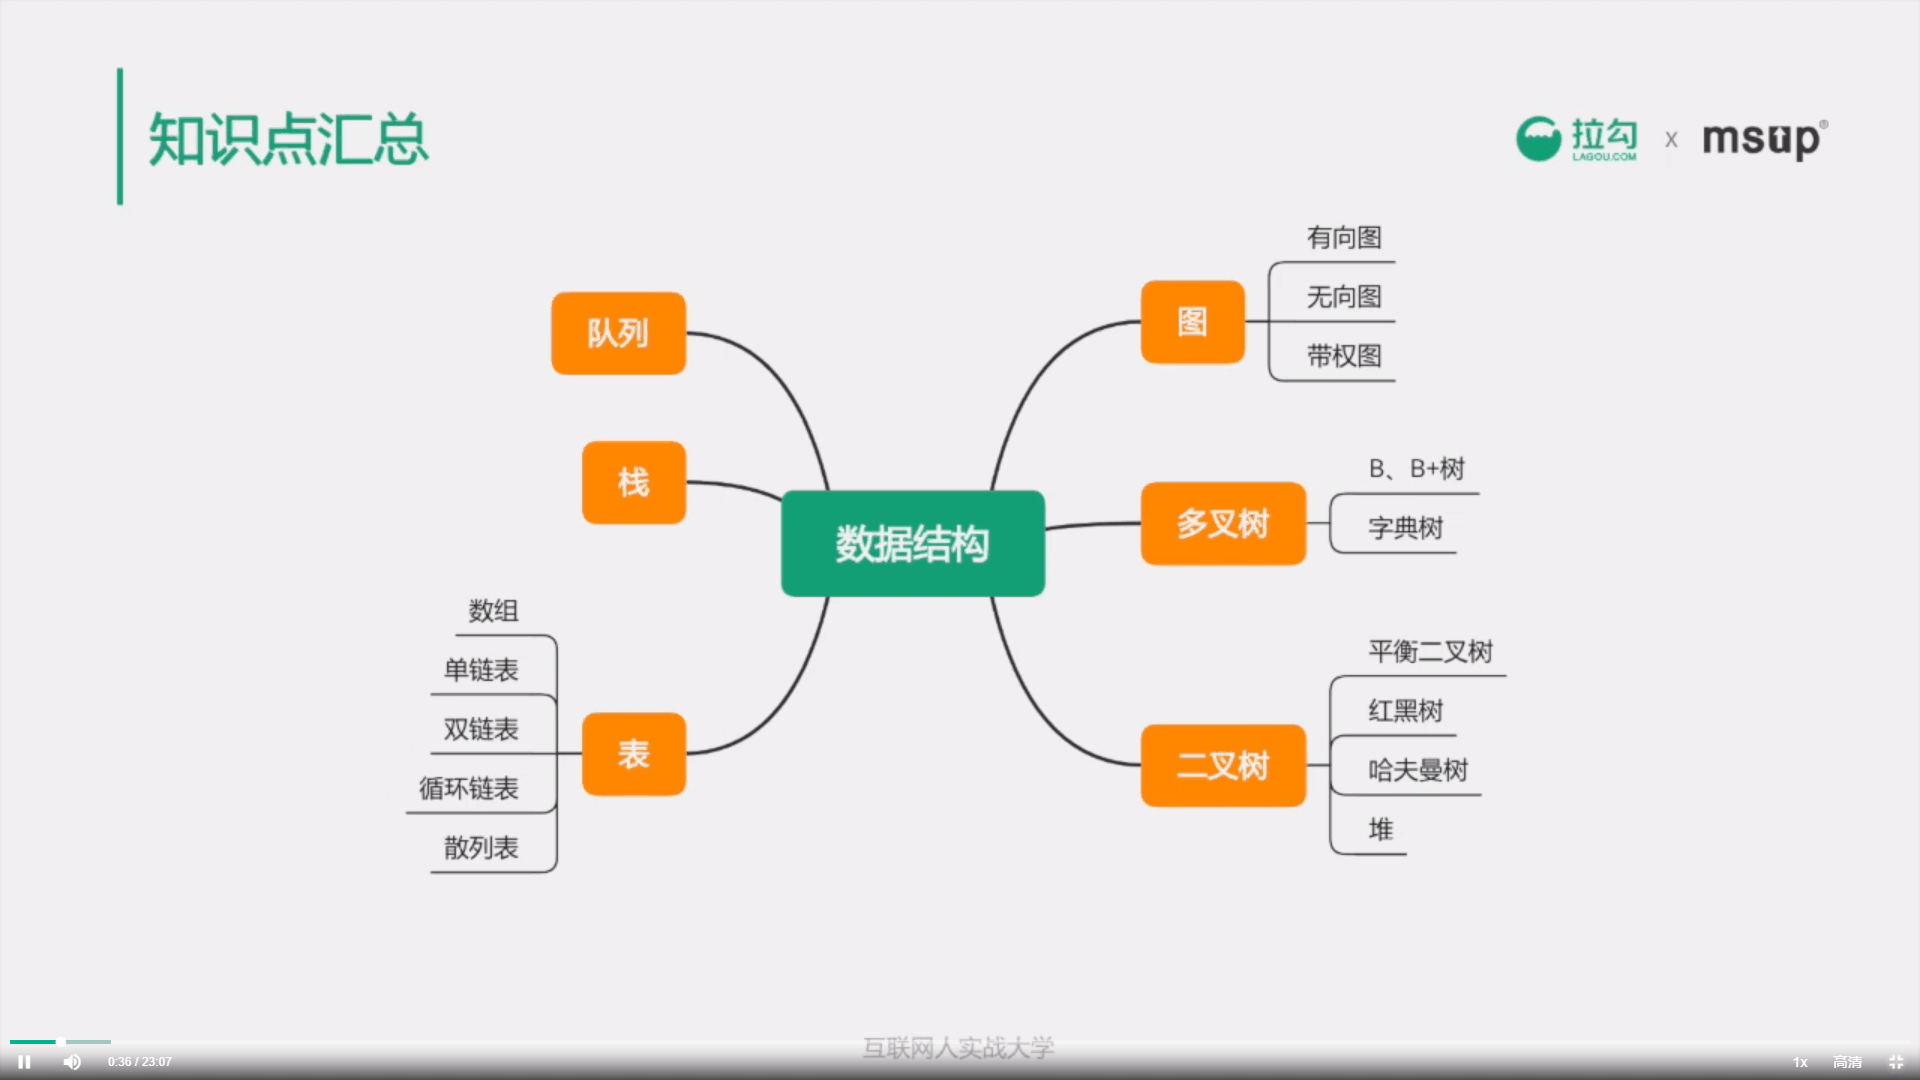 知识点汇总
拉勾
LAGOU.COM
x
msup®
队列
栈
表
数组
单链表
双链表
循环链表
散列表
数据结构
图
有向图
无向图
带权图
多叉树
B、B+树
字典树
二叉树
平衡二叉树
红黑树
哈夫曼树
堆
互联网人实战大学
0:36 / 23:07
1x
高清